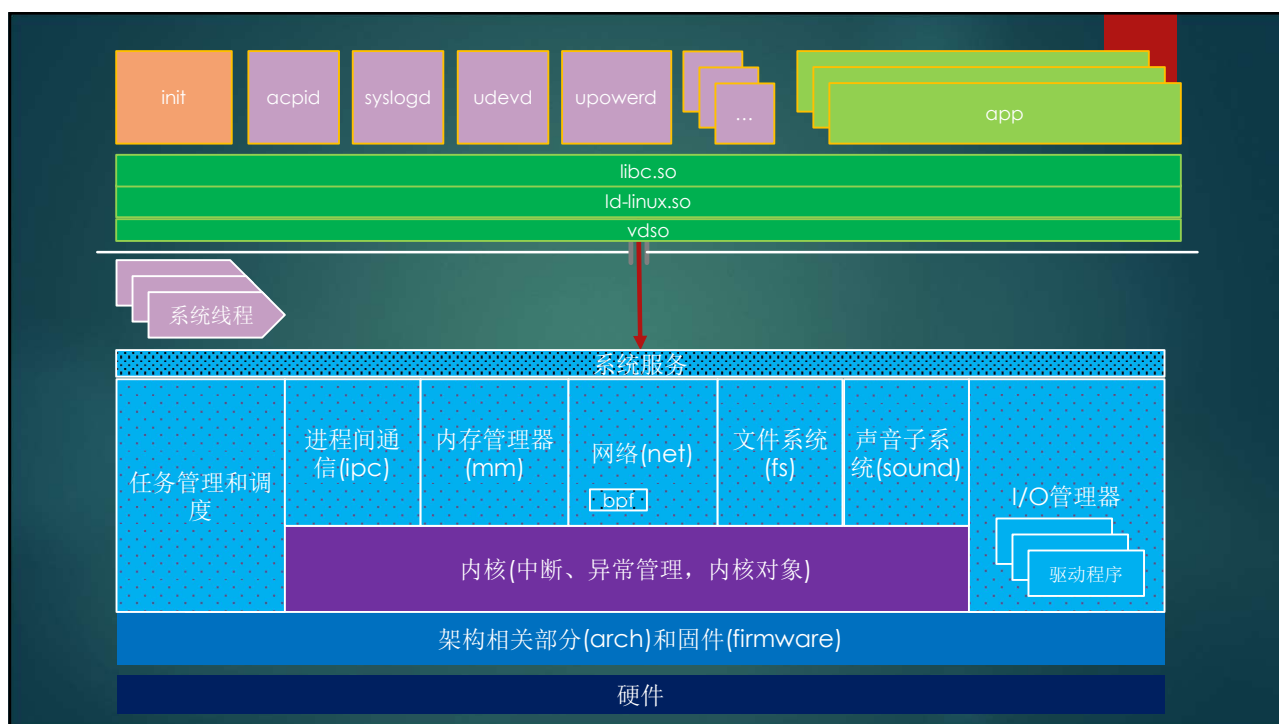 init
acpid
syslogd
udevd
upowerd
...
app
libc.so
ld-linux.so
vdso
系统线程
系统服务
任务管理和调
度
进程间通
信(ipc)
内存管理器
(mm)
网络(net)
bpf
文件系统
(fs)
声音子系
统(sound)
I/O管理器
驱动程序
内核(中断、异常管理，内核对象)
架构相关部分(arch)和固件(firmware)
硬件